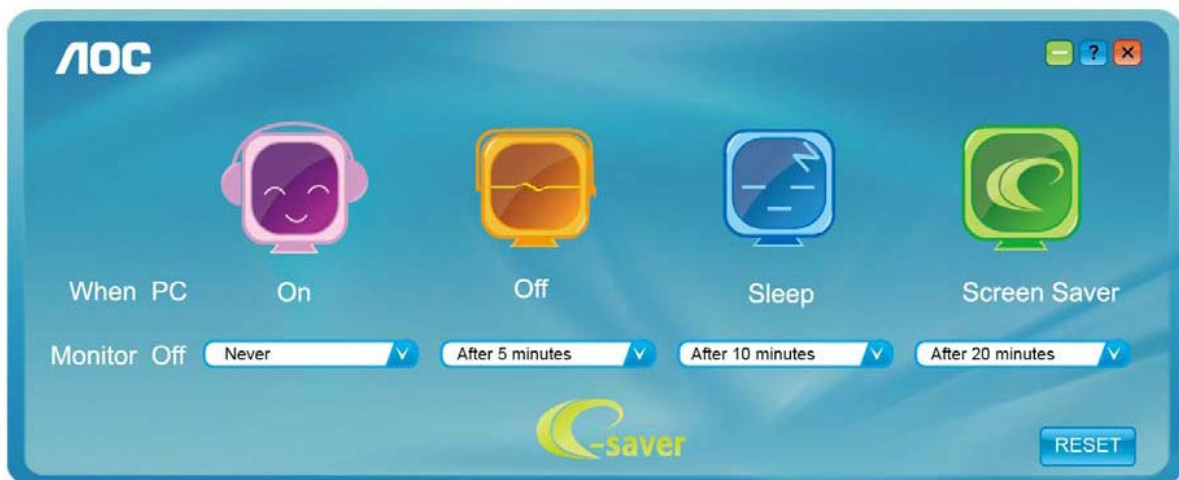 AOC
?
When PC On Off Sleep Screen Saver
Monitor Off Never After 5 minutes After 10 minutes After 20 minutes
e-saver
RESET